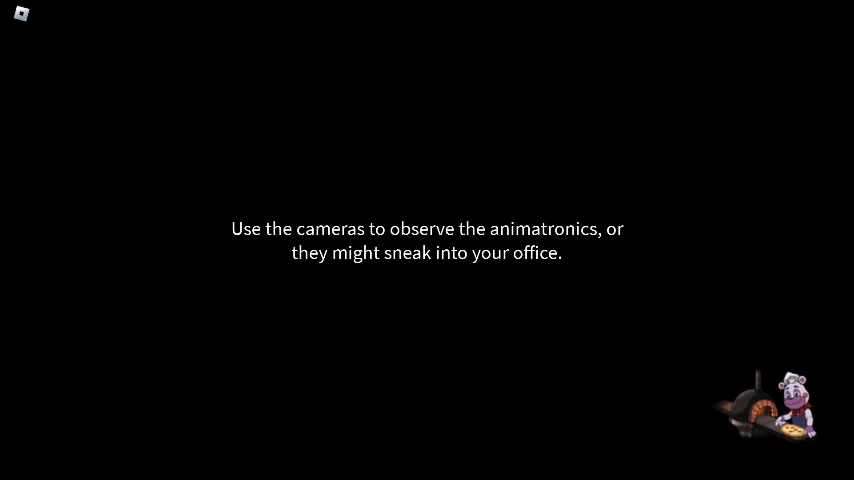 Use the cameras to observe the animatronics, or
they might sneak into your office.